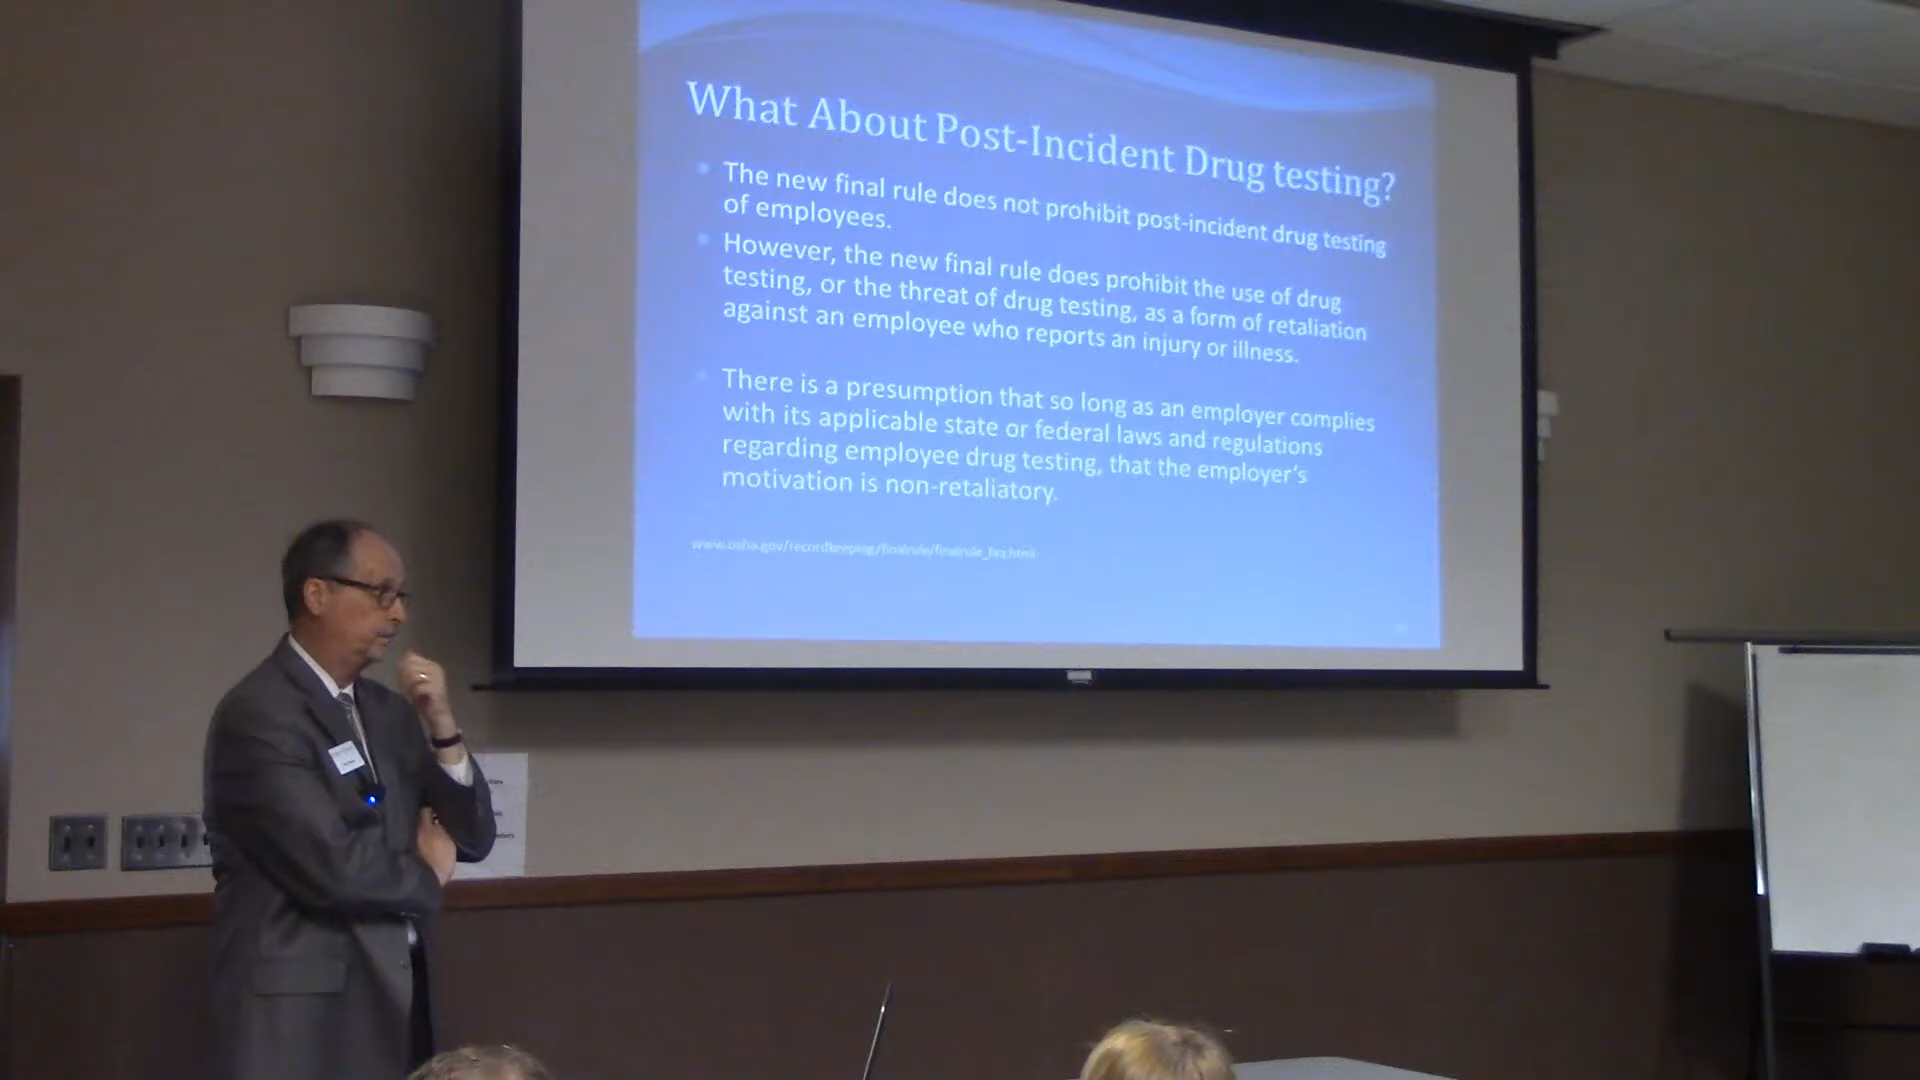 What About Post-Incident Drug testing?
The new final rule does not prohibit post-incident drug testing
of employees.
However, the new final rule does prohibit the use of drug
testing, or the threat of drug testing, as a form of retaliation
against an employee who reports an injury or illness.
There is a presumption that so long as an employer complies
with its applicable state or federal laws and regulations
regarding employee drug testing, that the employer's
motivation is non-retaliatory.
www.osha.gov/recordkeeping/finalrule/finalrule_faq.html